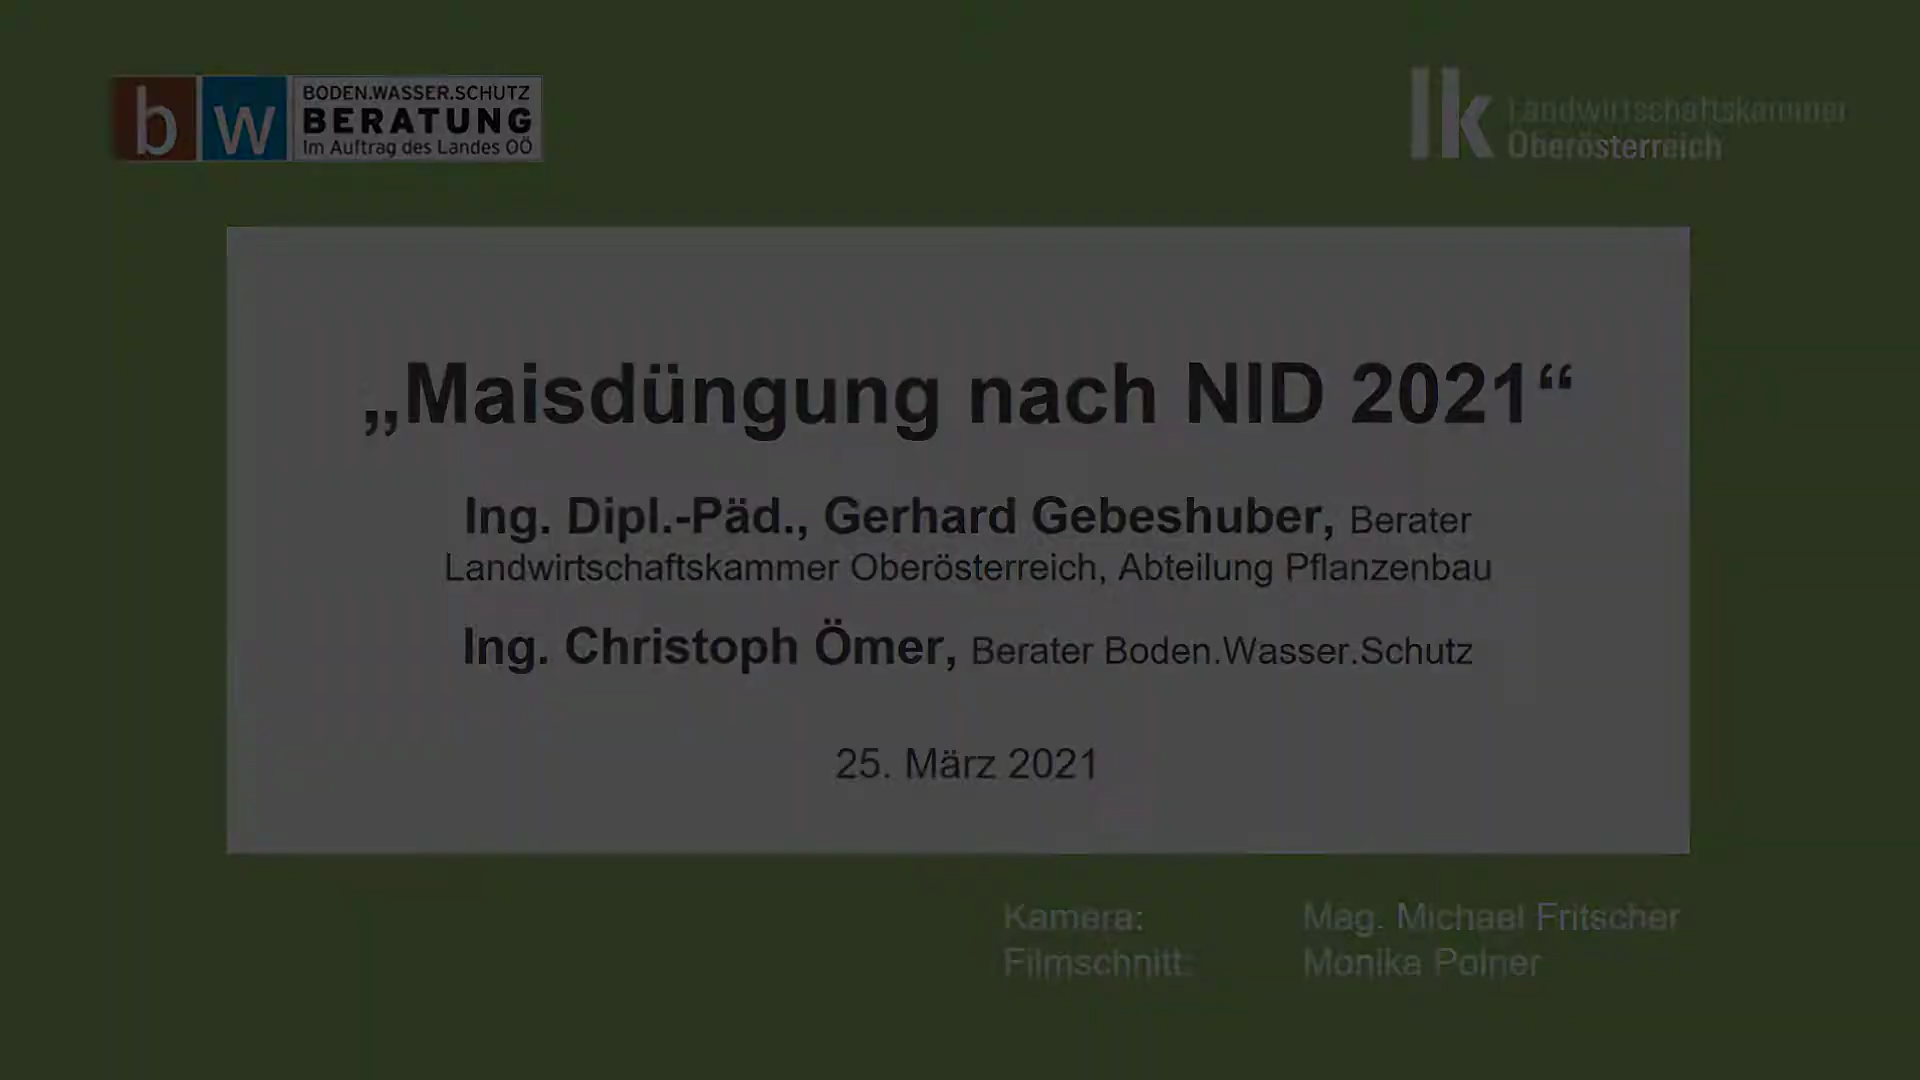 b w
BODEN.WASSER.SCHUTZ
BERATUNG
Im Auftrag des Landes OÖ
lk
Landwirtschaftskammer
Oberösterreich
„Maisdüngung nach NID 2021“
Ing. Dipl.-Päd., Gerhard Gebeshuber, Berater
Landwirtschaftskammer Oberösterreich, Abteilung Pflanzenbau
Ing. Christoph Ömer, Berater Boden.Wasser.Schutz
25. März 2021
Kamera: Mag. Michael Fritscher
Filmschnitt: Monika Polner